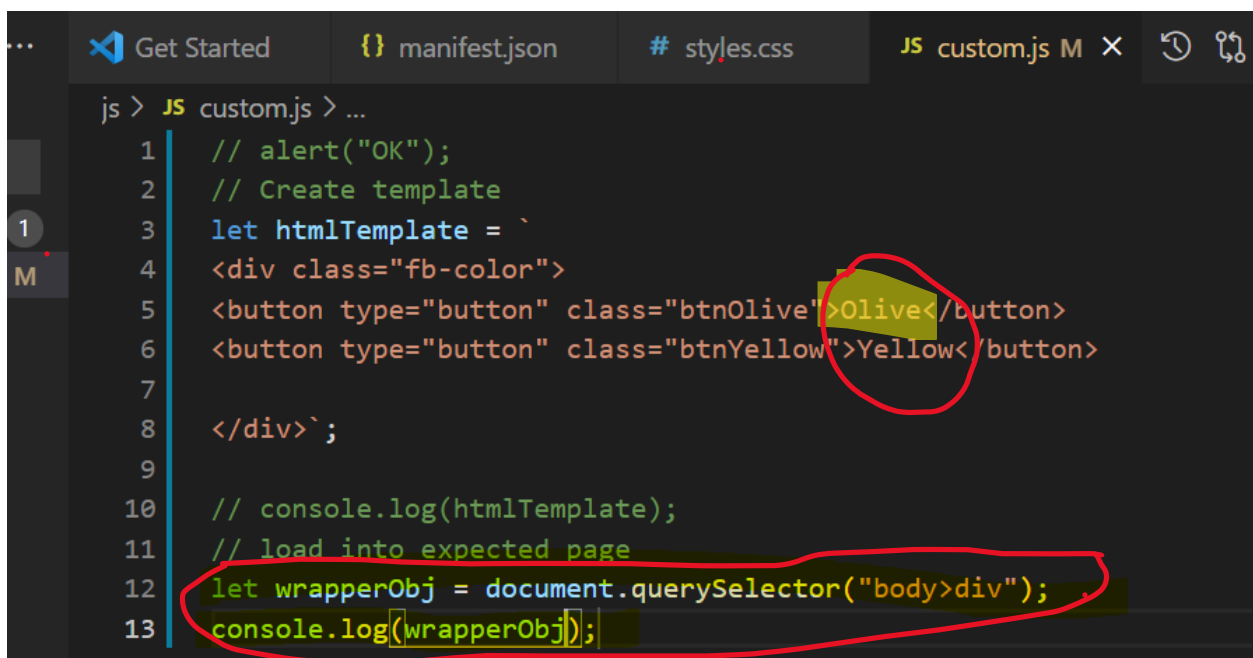 ... Get Started {} manifest.json # styles.css JS custom.js M
js > JS custom.js > ...
1 // alert("OK");
2 // Create template
1 3 let htmlTemplate = `
M 4 <div class="fb-color">
5 <button type="button" class="btnOlive">Olive</button>
6 <button type="button" class="btnYellow">Yellow</button>
7
8 </div>`;
9
10 // console.log(htmlTemplate);
11 // load into expected page
12 let wrapperObj = document.querySelector("body>div");
13 console.log(wrapperObj);